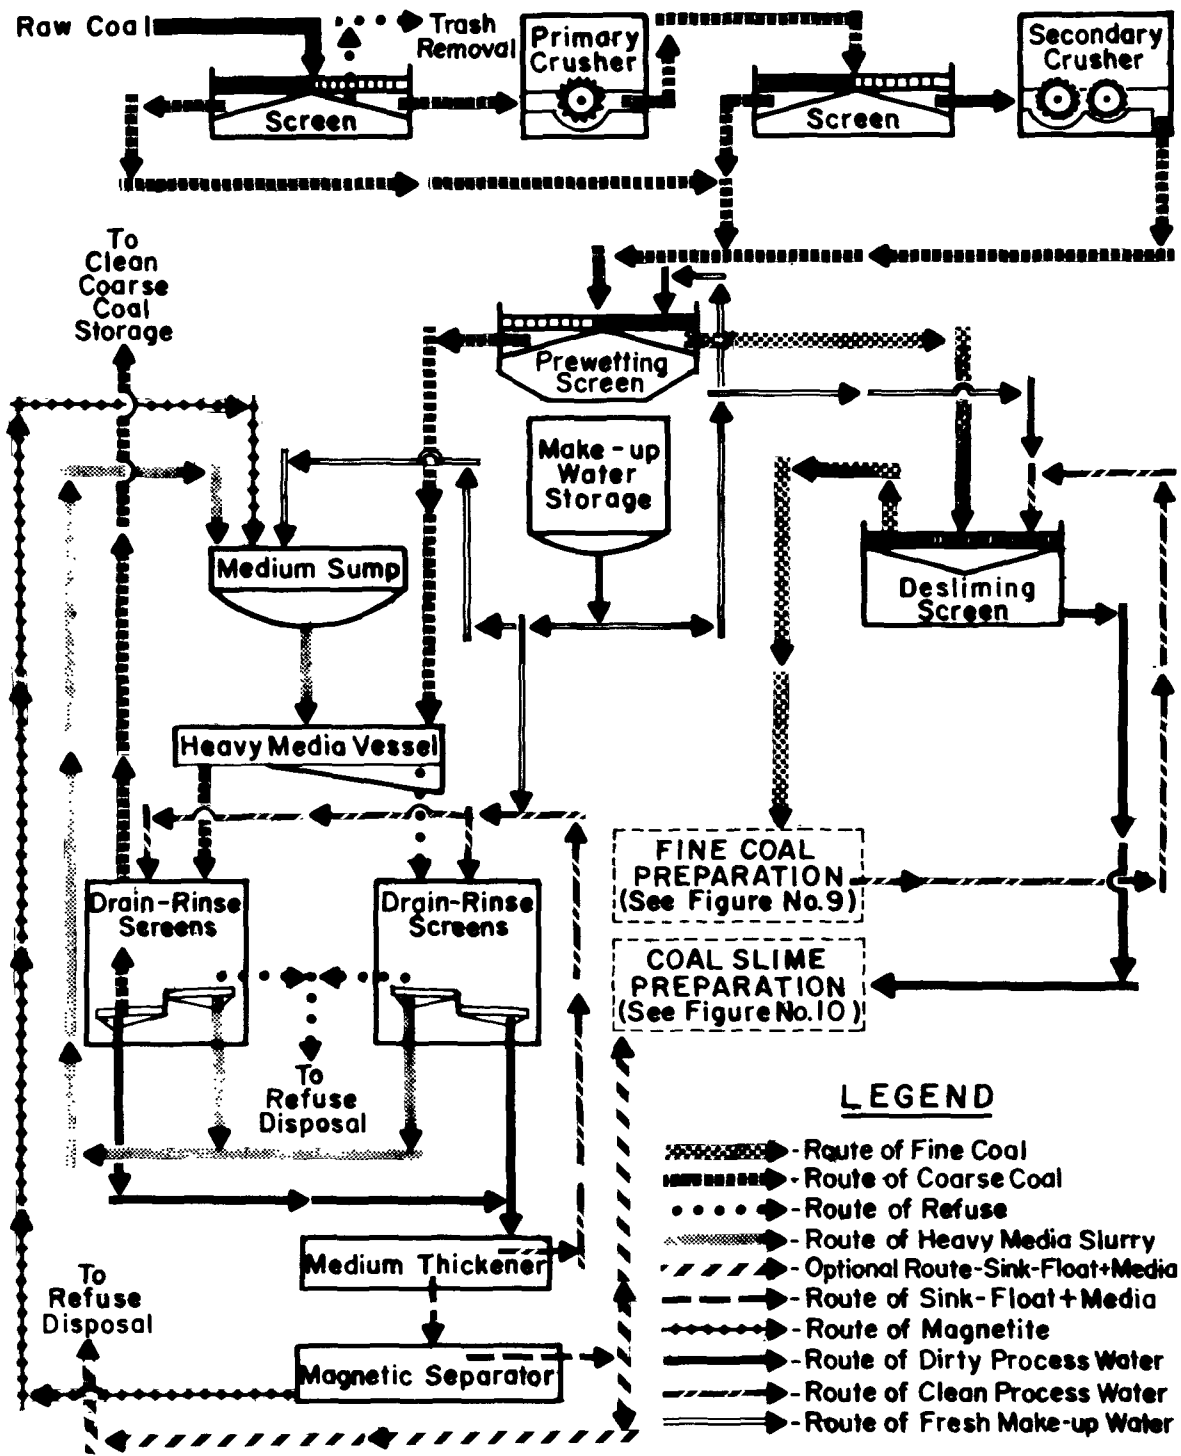 Raw Coal
Trash
Removal
Primary
Crusher
Secondary
Crusher
Screen
Screen
To
Clean
Coarse
Coal
Storage
Prewetting
Screen
Make-up
Water
Storage
Medium Sump
Desliming
Screen
Heavy Media Vessel
FINE COAL
PREPARATION
(See Figure No.9)
Drain-Rinse
Screens
Drain-Rinse
Screens
COAL SLIME
PREPARATION
(See Figure No.10)
To
Refuse
Disposal
LEGEND
-Route of Fine Coal
-Route of Coarse Coal
-Route of Refuse
-Route of Heavy Media Slurry
-Optional Route-Sink-Float+Media
-Route of Sink-Float+Media
-Route of Magnetite
-Route of Dirty Process Water
-Route of Clean Process Water
-Route of Fresh Make-up Water
Medium Thickener
To
Refuse
Disposal
Magnetic Separator